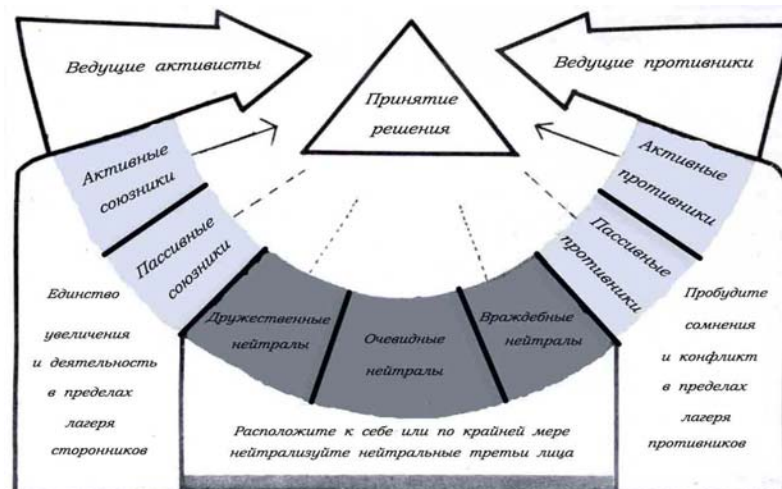 Ведущие активисты
Принятие
решения
Ведущие противники
Активные
союзники
Пассивные
союзники
Дружественные
нейтралы
Очевидные
нейтралы
Враждебные
нейтралы
Пассивные
противники
Активные
противники
Единство
увеличения
и деятельность
в пределах
лагеря
сторонников
Расположите к себе или по крайней мере
нейтрализуйте нейтральные третьи лица
Пробудите
сомнения
и конфликт
в пределах
лагеря
противников